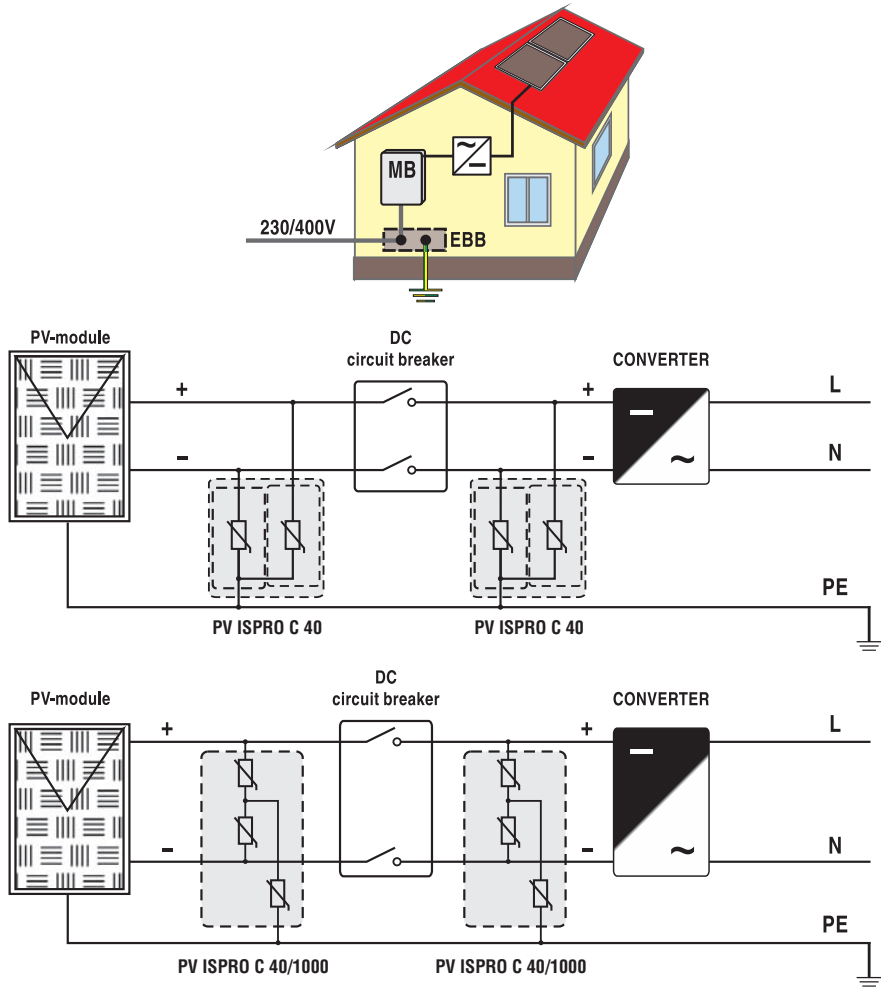 MB
230/400V
EBB
PV-module
DC
circuit breaker
CONVERTER
+
+
L
−
−
N
PE
PV ISPRO C 40
PV ISPRO C 40
PV-module
DC
circuit breaker
CONVERTER
+
+
L
−
−
N
PE
PV ISPRO C 40/1000
PV ISPRO C 40/1000